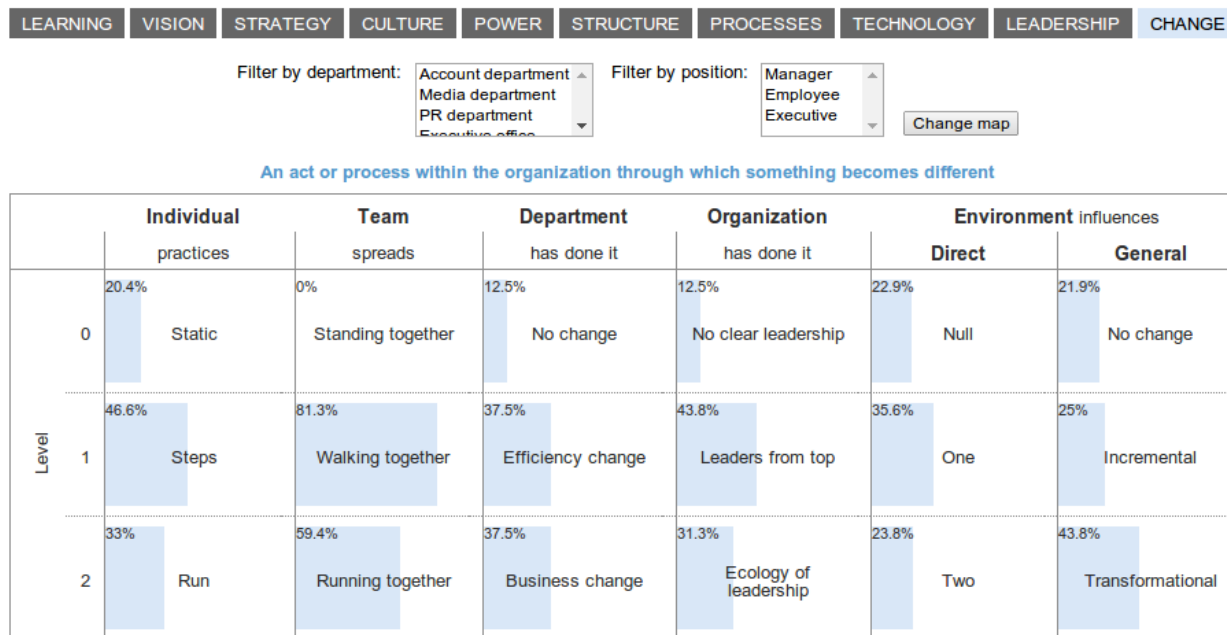 LEARNING VISION STRATEGY CULTURE POWER STRUCTURE PROCESSES TECHNOLOGY LEADERSHIP CHANGE
Filter by department: Account department Filter by position: Manager
Media department Employee
PR department Executive
Executive office Change map
An act or process within the organization through which something becomes different
Individual Team Department Organization Environment influences
practices spreads has done it has done it Direct General
20.4% 0% 12.5% 12.5% 22.9% 21.9%
0 Static Standing together No change No clear leadership Null No change
46.6% 81.3% 37.5% 43.8% 35.6% 25%
Level 1 Steps Walking together Efficiency change Leaders from top One Incremental
33% 59.4% 37.5% 31.3% 23.8% 43.8%
2 Run Running together Business change Ecology of leadership Two Transformational